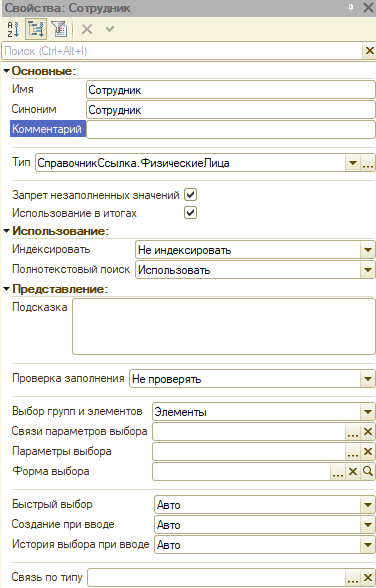 Свойства: Сотрудник
Поиск (Ctrl+Alt+I)
Основные:
Имя Сотрудник
Синоним Сотрудник
Комментарий
Тип СправочникСсылка.ФизическиеЛица
Запрет незаполненных значений
Использование в итогах
Использование:
Индексировать Не индексировать
Полнотекстовый поиск Использовать
Представление:
Подсказка
Проверка заполнения Не проверять
Выбор групп и элементов Элементы
Связи параметров выбора
Параметры выбора
Форма выбора
Быстрый выбор Авто
Создание при вводе Авто
История выбора при вводе Авто
Связь по типу